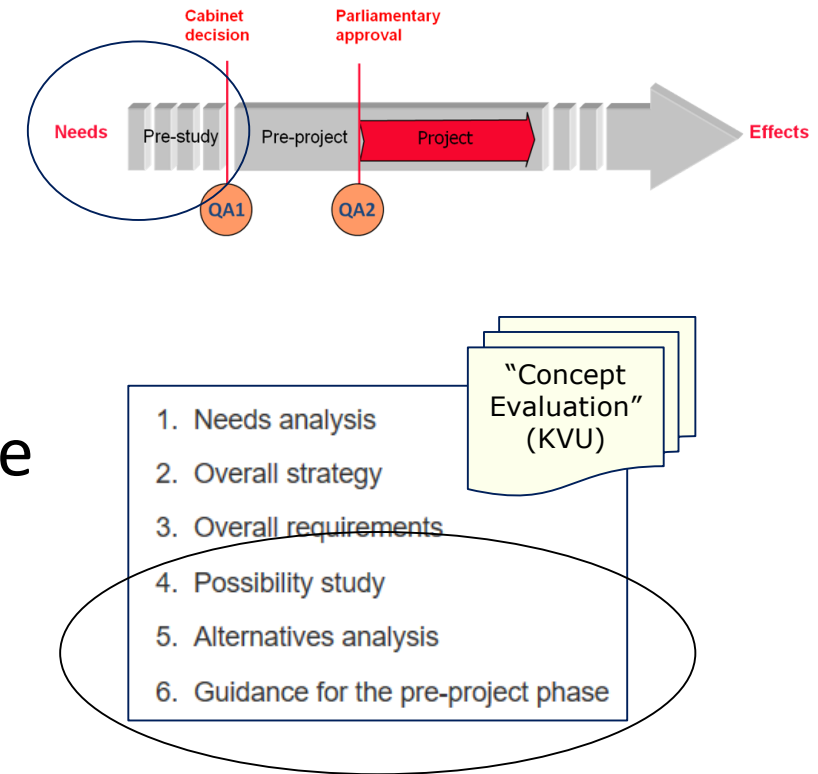 Cabinet
decision
Parliamentary
approval
Needs
Pre-study
Pre-project
Project
Effects
QA1
QA2
“Concept
Evaluation”
(KVU)
e
1. Needs analysis
2. Overall strategy
3. Overall requirements
4. Possibility study
5. Alternatives analysis
6. Guidance for the pre-project phase